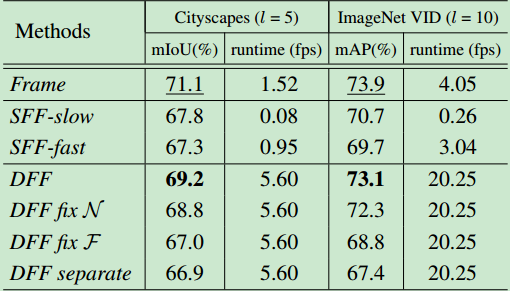 Methods Cityscapes (l = 5) ImageNet VID (l = 10)
mIoU(%) runtime (fps) mAP(%) runtime (fps)
Frame 71.1 1.52 73.9 4.05
SFF-slow 67.8 0.08 70.7 0.26
SFF-fast 67.3 0.95 69.7 3.04
DFF 69.2 5.60 73.1 20.25
DFF fix 𝒩 68.8 5.60 72.3 20.25
DFF fix ℱ 67.0 5.60 68.8 20.25
DFF separate 66.9 5.60 67.4 20.25